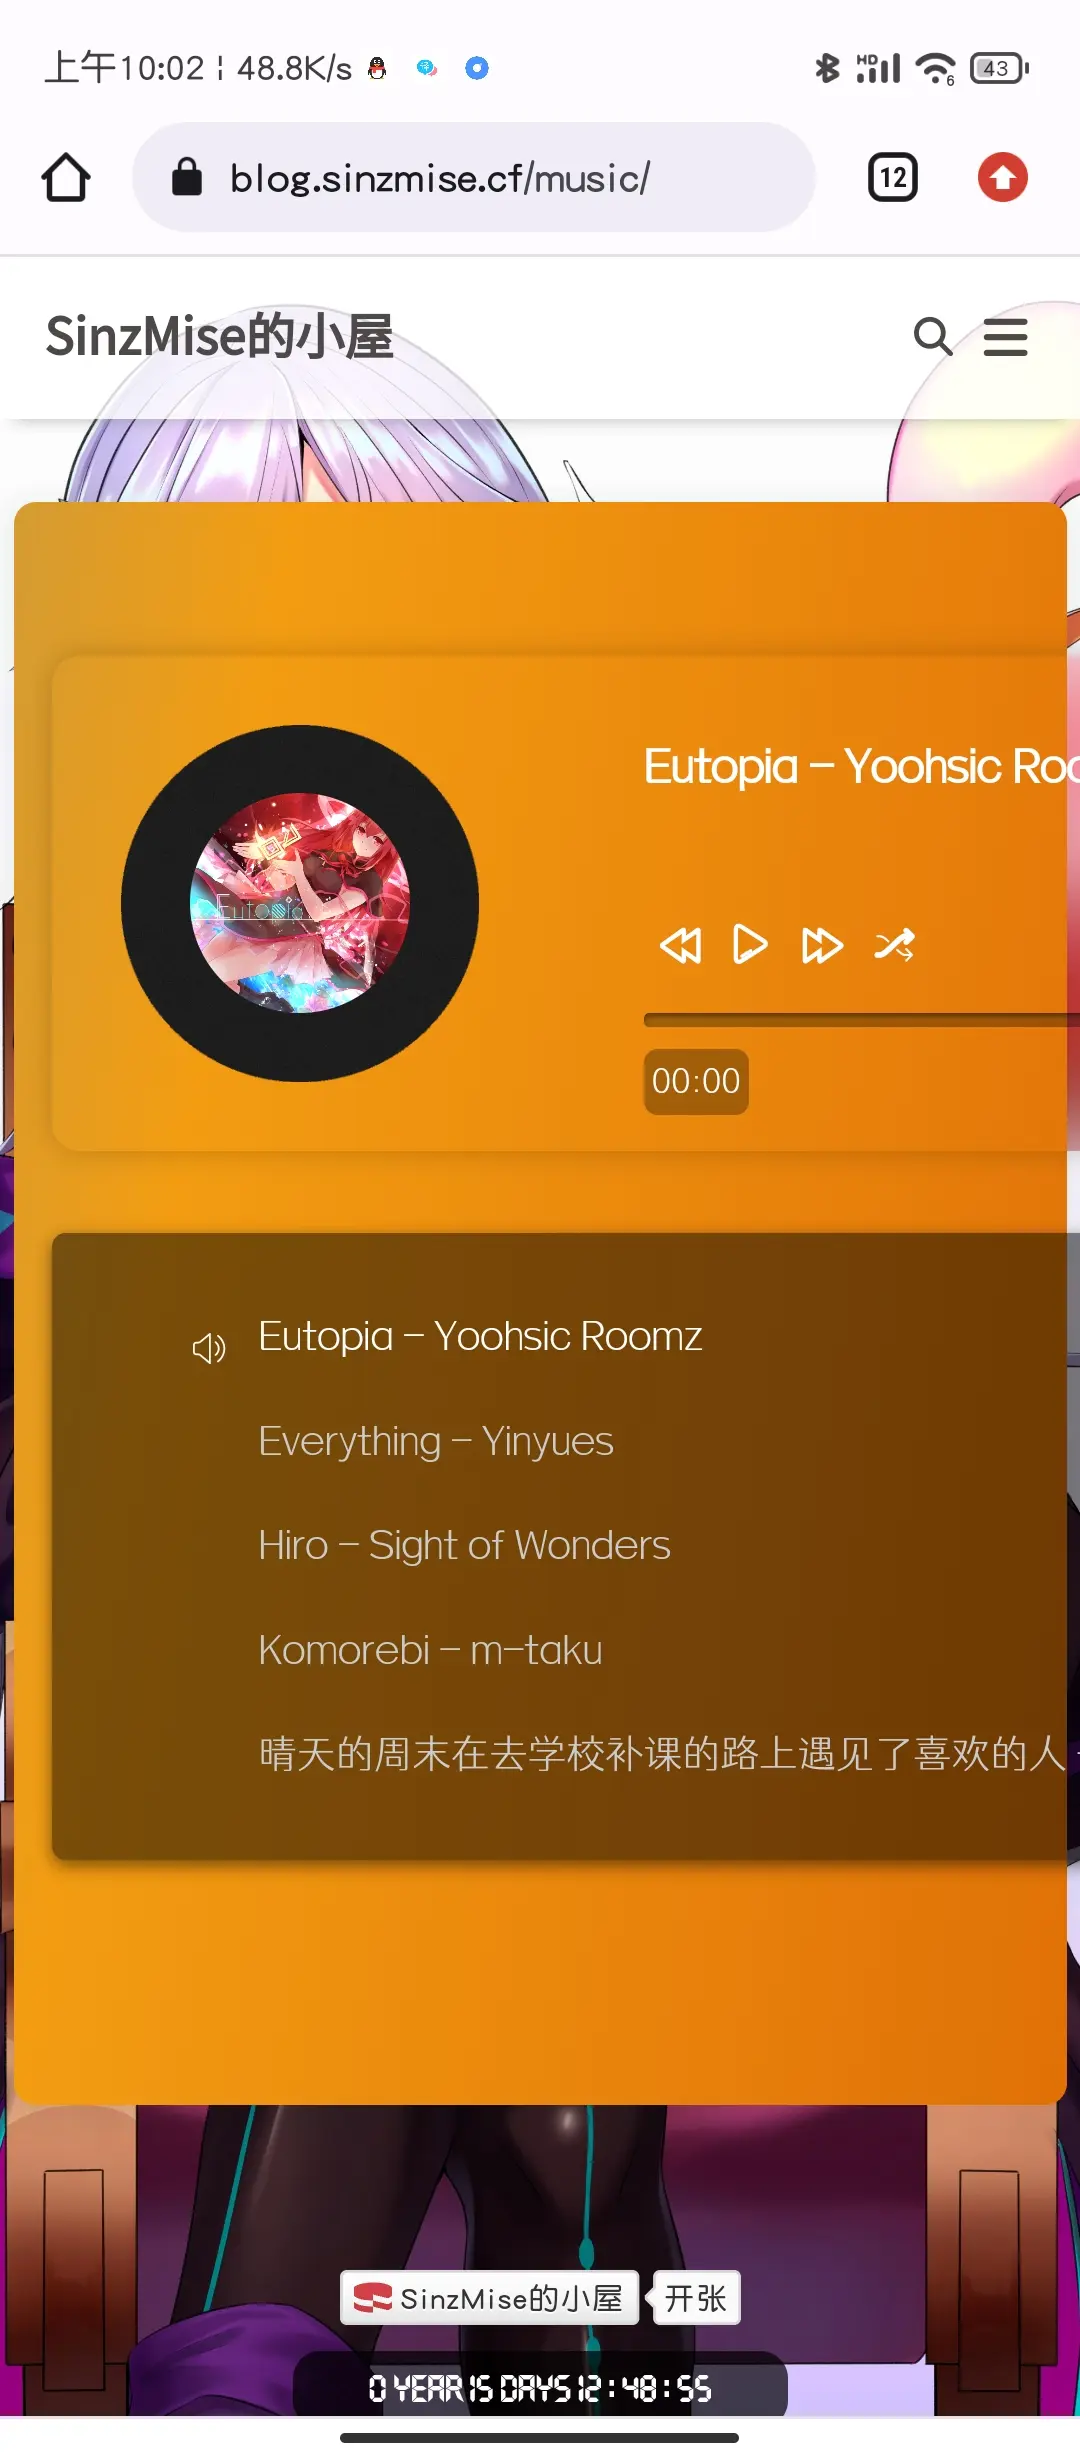 上午10:02 ¦ 48.8K/s HD 6 43
blog.sinzmise.cf/music/ 12
SinzMise的小屋
Eutopia - Yoohsic
Eutopia
00:00
Eutopia - Yoohsic Roomz
Everything - Yinyues
Hiro - Sight of Wonders
Komorebi - m-taku
晴天的周末在去学校补课的路上遇见了喜欢的人
SinzMise的小屋 开张
0 YEAR 15 DAYS 12:48:55